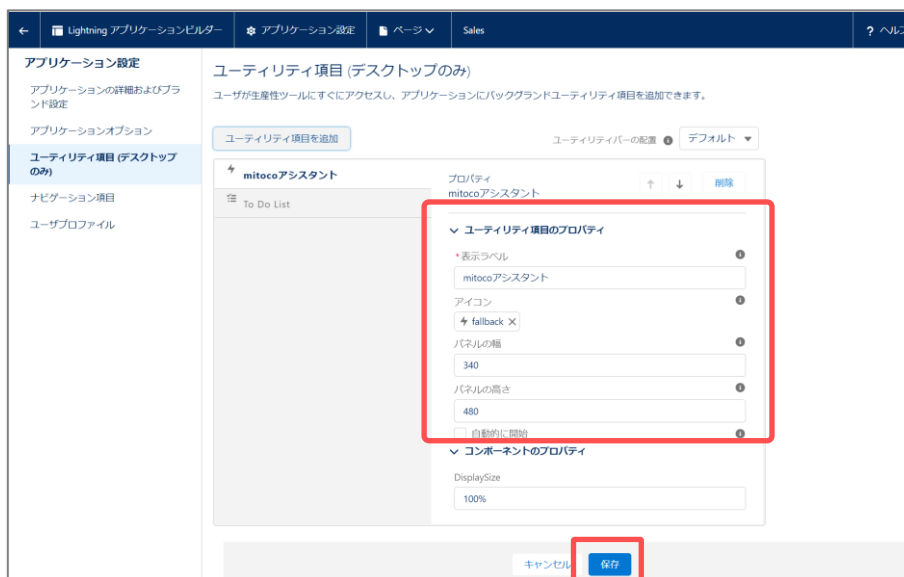 Lightning アプリケーションビルダー
アプリケーション設定
ページ
Sales
? ヘルプ
アプリケーション設定
アプリケーションの詳細およびブラ
ンド設定
アプリケーションオプション
ユーティリティ項目 (デスクトップ
のみ)
ナビゲーション項目
ユーザプロファイル
ユーティリティ項目 (デスクトップのみ)
ユーザが生産性ツールにすぐにアクセスし、アプリケーションにバックグランドユーティリティ項目を追加できます。
ユーティリティ項目を追加
ユーティリティバーの配置
デフォルト
mitocoアシスタント
To Do List
プロパティ
mitocoアシスタント
削除
ユーティリティ項目のプロパティ
*表示ラベル
mitocoアシスタント
アイコン
fallback
パネルの幅
340
パネルの高さ
480
自動的に開始
コンポーネントのプロパティ
DisplaySize
100%
キャンセル
保存